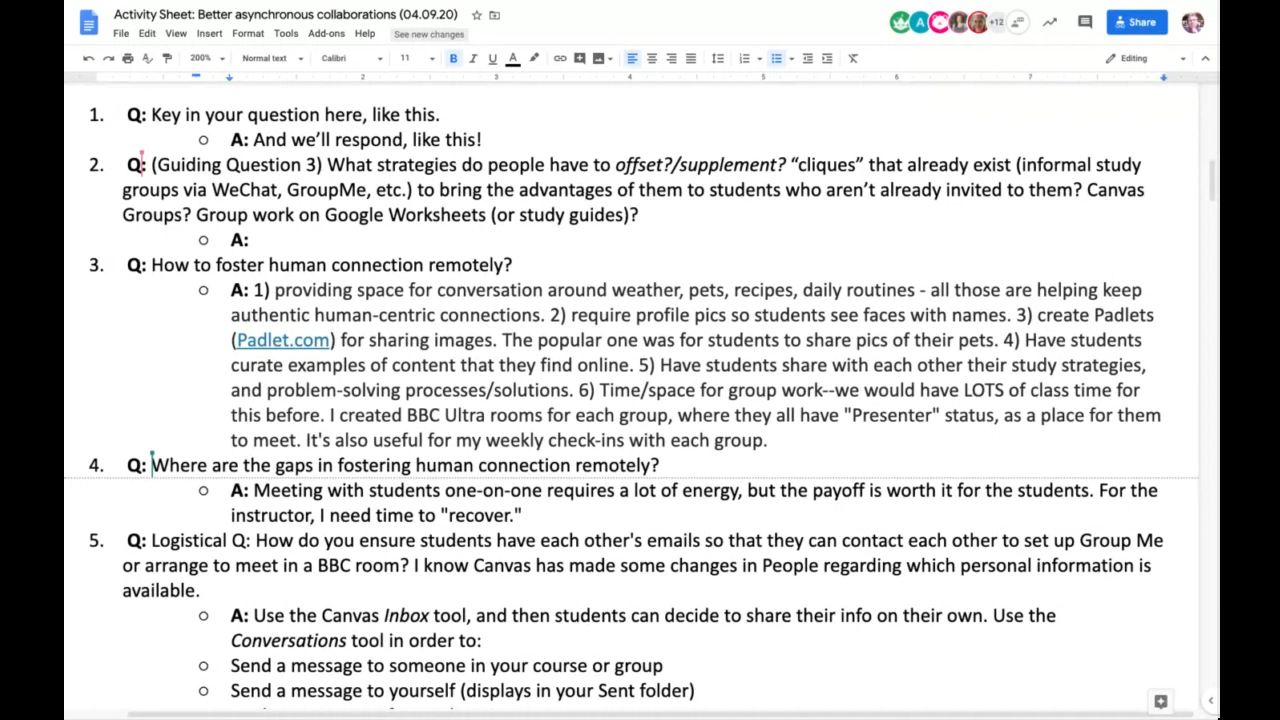 Activity Sheet: Better asynchronous collaborations (04.09.20)
File Edit View Insert Format Tools Add-ons Help See new changes
A +12 Share
200% Normal text Calibri 11 B I U A Editing
2 3 4 5 6 7
1. Q: Key in your question here, like this.
○ A: And we’ll respond, like this!
2. Q: (Guiding Question 3) What strategies do people have to offset?/supplement? “cliques” that already exist (informal study
groups via WeChat, GroupMe, etc.) to bring the advantages of them to students who aren’t already invited to them? Canvas
Groups? Group work on Google Worksheets (or study guides)?
○ A:
3. Q: How to foster human connection remotely?
○ A: 1) providing space for conversation around weather, pets, recipes, daily routines - all those are helping keep
authentic human-centric connections. 2) require profile pics so students see faces with names. 3) create Padlets
(Padlet.com) for sharing images. The popular one was for students to share pics of their pets. 4) Have students
curate examples of content that they find online. 5) Have students share with each other their study strategies,
and problem-solving processes/solutions. 6) Time/space for group work--we would have LOTS of class time for
this before. I created BBC Ultra rooms for each group, where they all have "Presenter" status, as a place for them
to meet. It's also useful for my weekly check-ins with each group.
4. Q: Where are the gaps in fostering human connection remotely?
○ A: Meeting with students one-on-one requires a lot of energy, but the payoff is worth it for the students. For the
instructor, I need time to "recover."
5. Q: Logistical Q: How do you ensure students have each other's emails so that they can contact each other to set up Group Me
or arrange to meet in a BBC room? I know Canvas has made some changes in People regarding which personal information is
available.
○ A: Use the Canvas Inbox tool, and then students can decide to share their info on their own. Use the
Conversations tool in order to:
○ Send a message to someone in your course or group
○ Send a message to yourself (displays in your Sent folder)